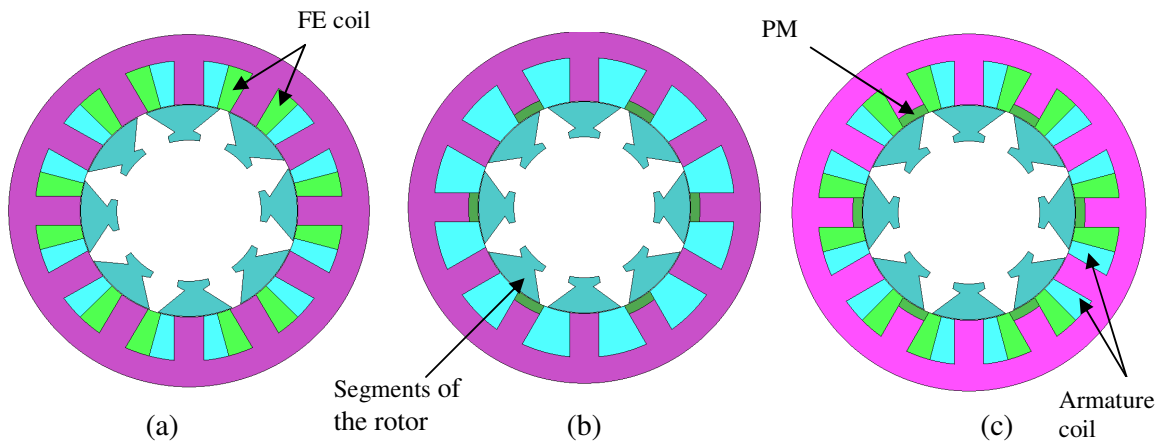 FE coil
PM
Segments of
the rotor
Armature
coil
(a)
(b)
(c)